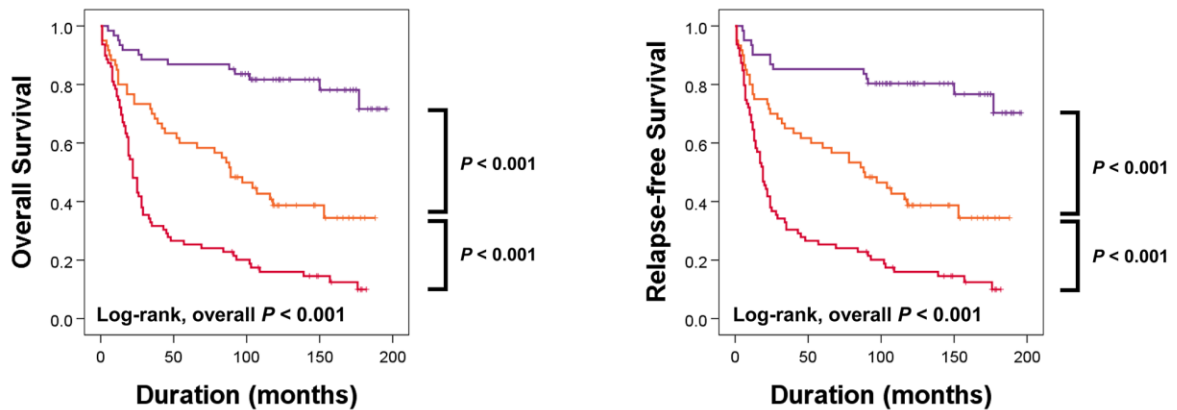 Overall Survival
1.0
0.8
0.6
0.4
0.2
0.0
Log-rank, overall P < 0.001
0 50 100 150 200
Duration (months)
P < 0.001
P < 0.001
Relapse-free Survival
1.0
0.8
0.6
0.4
0.2
0.0
Log-rank, overall P < 0.001
0 50 100 150 200
Duration (months)
P < 0.001
P < 0.001